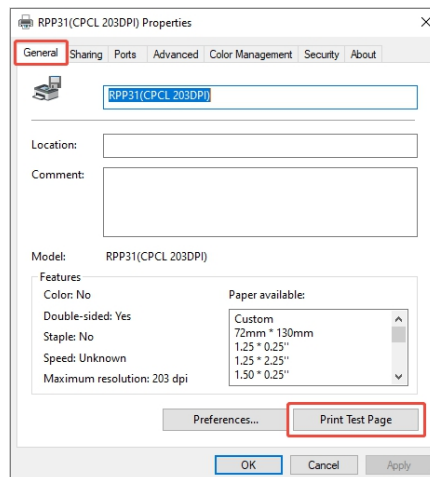 RPP31(CPCL 203DPI) Properties
General Sharing Ports Advanced Color Management Security About
RPP31(CPCL 203DPI)
Location:
Comment:
Model: RPP31(CPCL 203DPI)
Features
Color: No
Paper available:
Double-sided: Yes
Custom
Staple: No
72mm * 130mm
1.25 * 0.25''
Speed: Unknown
1.25 * 2.25''
Maximum resolution: 203 dpi
1.50 * 0.25''
Preferences... Print Test Page
OK Cancel Apply